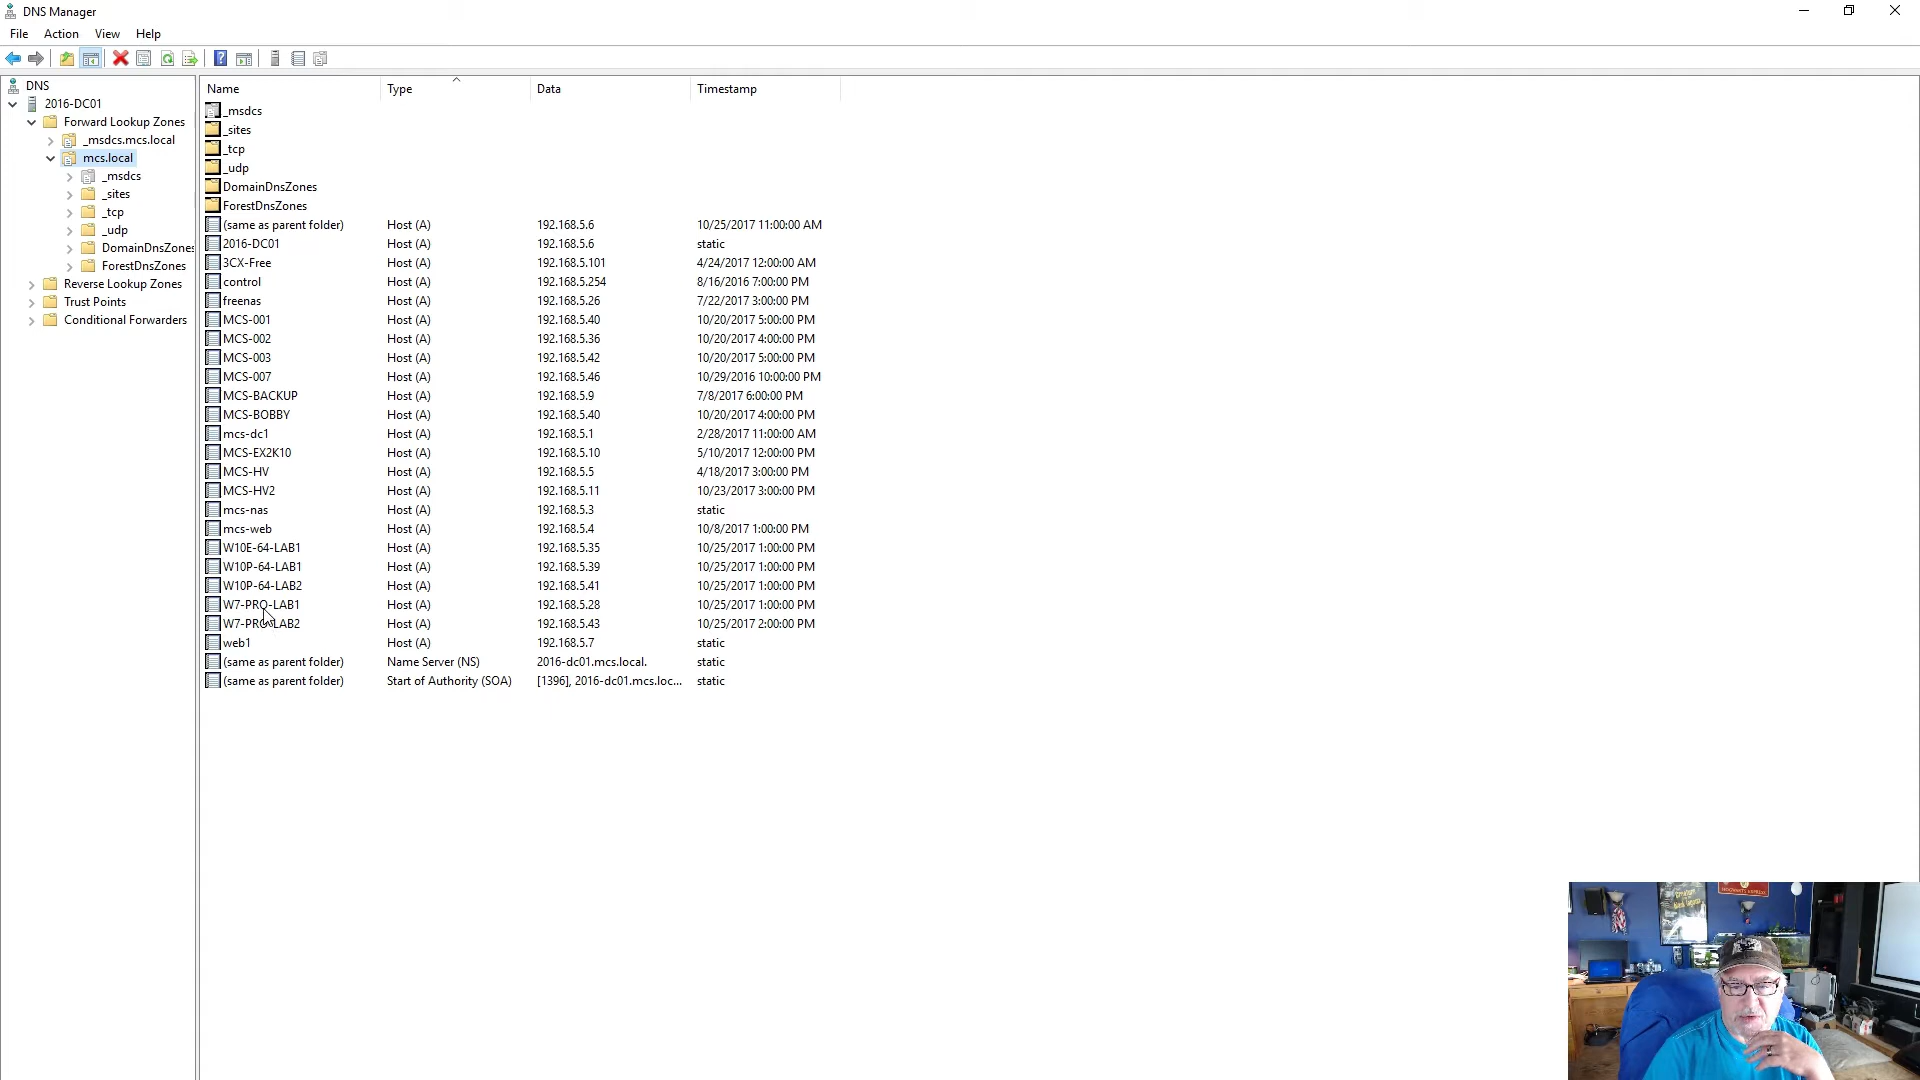 DNS Manager
File Action View Help
DNS
2016-DC01
Forward Lookup Zones
_msdcs.mcs.local
mcs.local
_msdcs
_sites
_tcp
_udp
DomainDnsZones
ForestDnsZones
Reverse Lookup Zones
Trust Points
Conditional Forwarders
Name Type Data Timestamp
_msdcs
_sites
_tcp
_udp
DomainDnsZones
ForestDnsZones
(same as parent folder) Host (A) 192.168.5.6 10/25/2017 11:00:00 AM
2016-DC01 Host (A) 192.168.5.6 static
3CX-Free Host (A) 192.168.5.101 4/24/2017 12:00:00 AM
control Host (A) 192.168.5.254 8/16/2016 7:00:00 PM
freenas Host (A) 192.168.5.26 7/22/2017 3:00:00 PM
MCS-001 Host (A) 192.168.5.40 10/20/2017 5:00:00 PM
MCS-002 Host (A) 192.168.5.36 10/20/2017 4:00:00 PM
MCS-003 Host (A) 192.168.5.42 10/20/2017 5:00:00 PM
MCS-007 Host (A) 192.168.5.46 10/29/2016 10:00:00 PM
MCS-BACKUP Host (A) 192.168.5.9 7/8/2017 6:00:00 PM
MCS-BOBBY Host (A) 192.168.5.40 10/20/2017 4:00:00 PM
mcs-dc1 Host (A) 192.168.5.1 2/28/2017 11:00:00 AM
MCS-EX2K10 Host (A) 192.168.5.10 5/10/2017 12:00:00 PM
MCS-HV Host (A) 192.168.5.5 4/18/2017 3:00:00 PM
MCS-HV2 Host (A) 192.168.5.11 10/23/2017 3:00:00 PM
mcs-nas Host (A) 192.168.5.3 static
mcs-web Host (A) 192.168.5.4 10/8/2017 1:00:00 PM
W10E-64-LAB1 Host (A) 192.168.5.35 10/25/2017 1:00:00 PM
W10P-64-LAB1 Host (A) 192.168.5.39 10/25/2017 1:00:00 PM
W10P-64-LAB2 Host (A) 192.168.5.41 10/25/2017 1:00:00 PM
W7-PRO-LAB1 Host (A) 192.168.5.28 10/25/2017 1:00:00 PM
W7-PRO-LAB2 Host (A) 192.168.5.43 10/25/2017 2:00:00 PM
web1 Host (A) 192.168.5.7 static
(same as parent folder) Name Server (NS) 2016-dc01.mcs.local. static
(same as parent folder) Start of Authority (SOA) [1396], 2016-dc01.mcs.loc... static